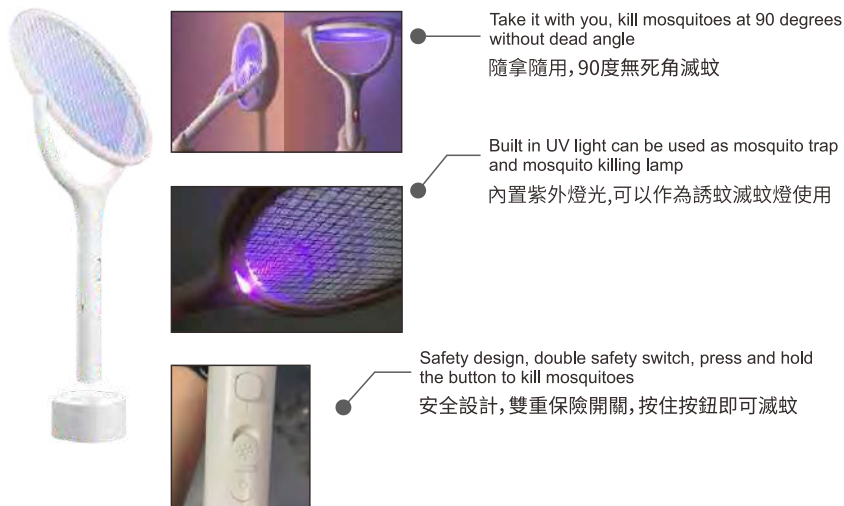 Take it with you, kill mosquitoes at 90 degrees
without dead angle
隨拿隨用，90度無死角滅蚊
Built in UV light can be used as mosquito trap
and mosquito killing lamp
內置紫外燈光,可以作為誘蚊滅蚊燈使用
Safety design, double safety switch, press and hold
the button to kill mosquitoes
安全設計，雙重保險開關，按住按鈕即可滅蚊